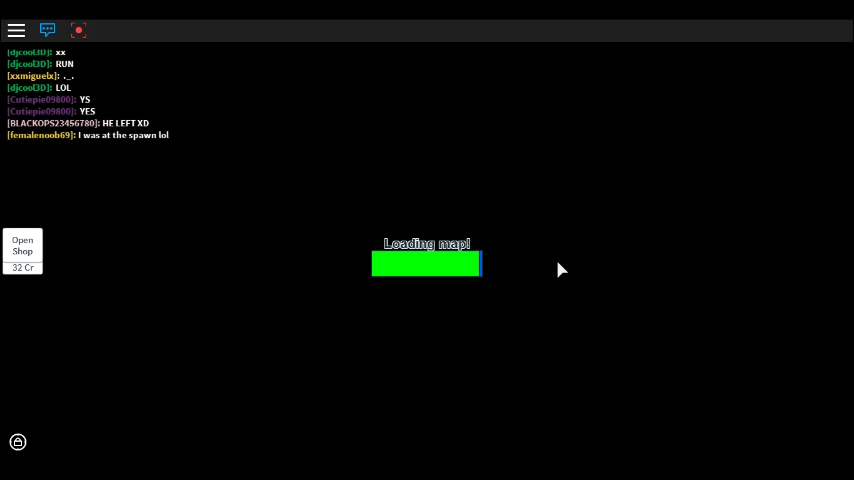 [djcool3D]: xx
[djcool3D]: RUN
[xxmiguelx]: ._.
[djcool3D]: LOL
[Cutiepie09800]: YS
[Cutiepie09800]: YES
[BLACKOPS23456780]: HE LEFT XD
[femalenoob69]: I was at the spawn lol
Open
Shop
32 Cr
Loading map!